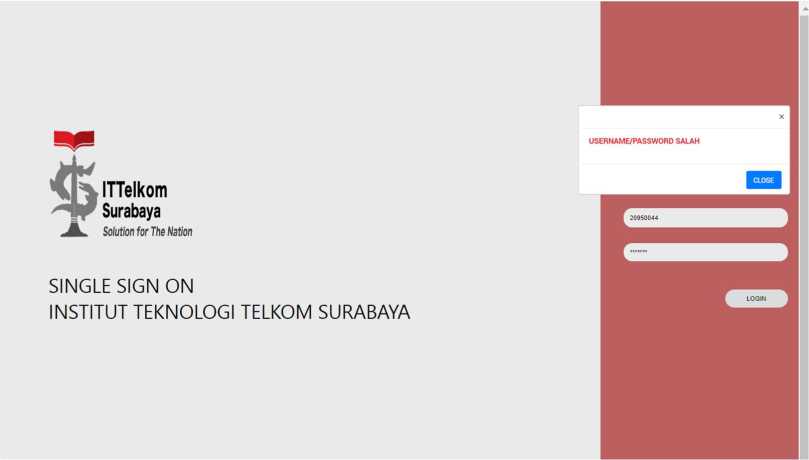 ITTelkom
Surabaya
Solution for The Nation
SINGLE SIGN ON
INSTITUT TEKNOLOGI TELKOM SURABAYA
×
USERNAME/PASSWORD SALAH
CLOSE
20950044
*******
LOGIN